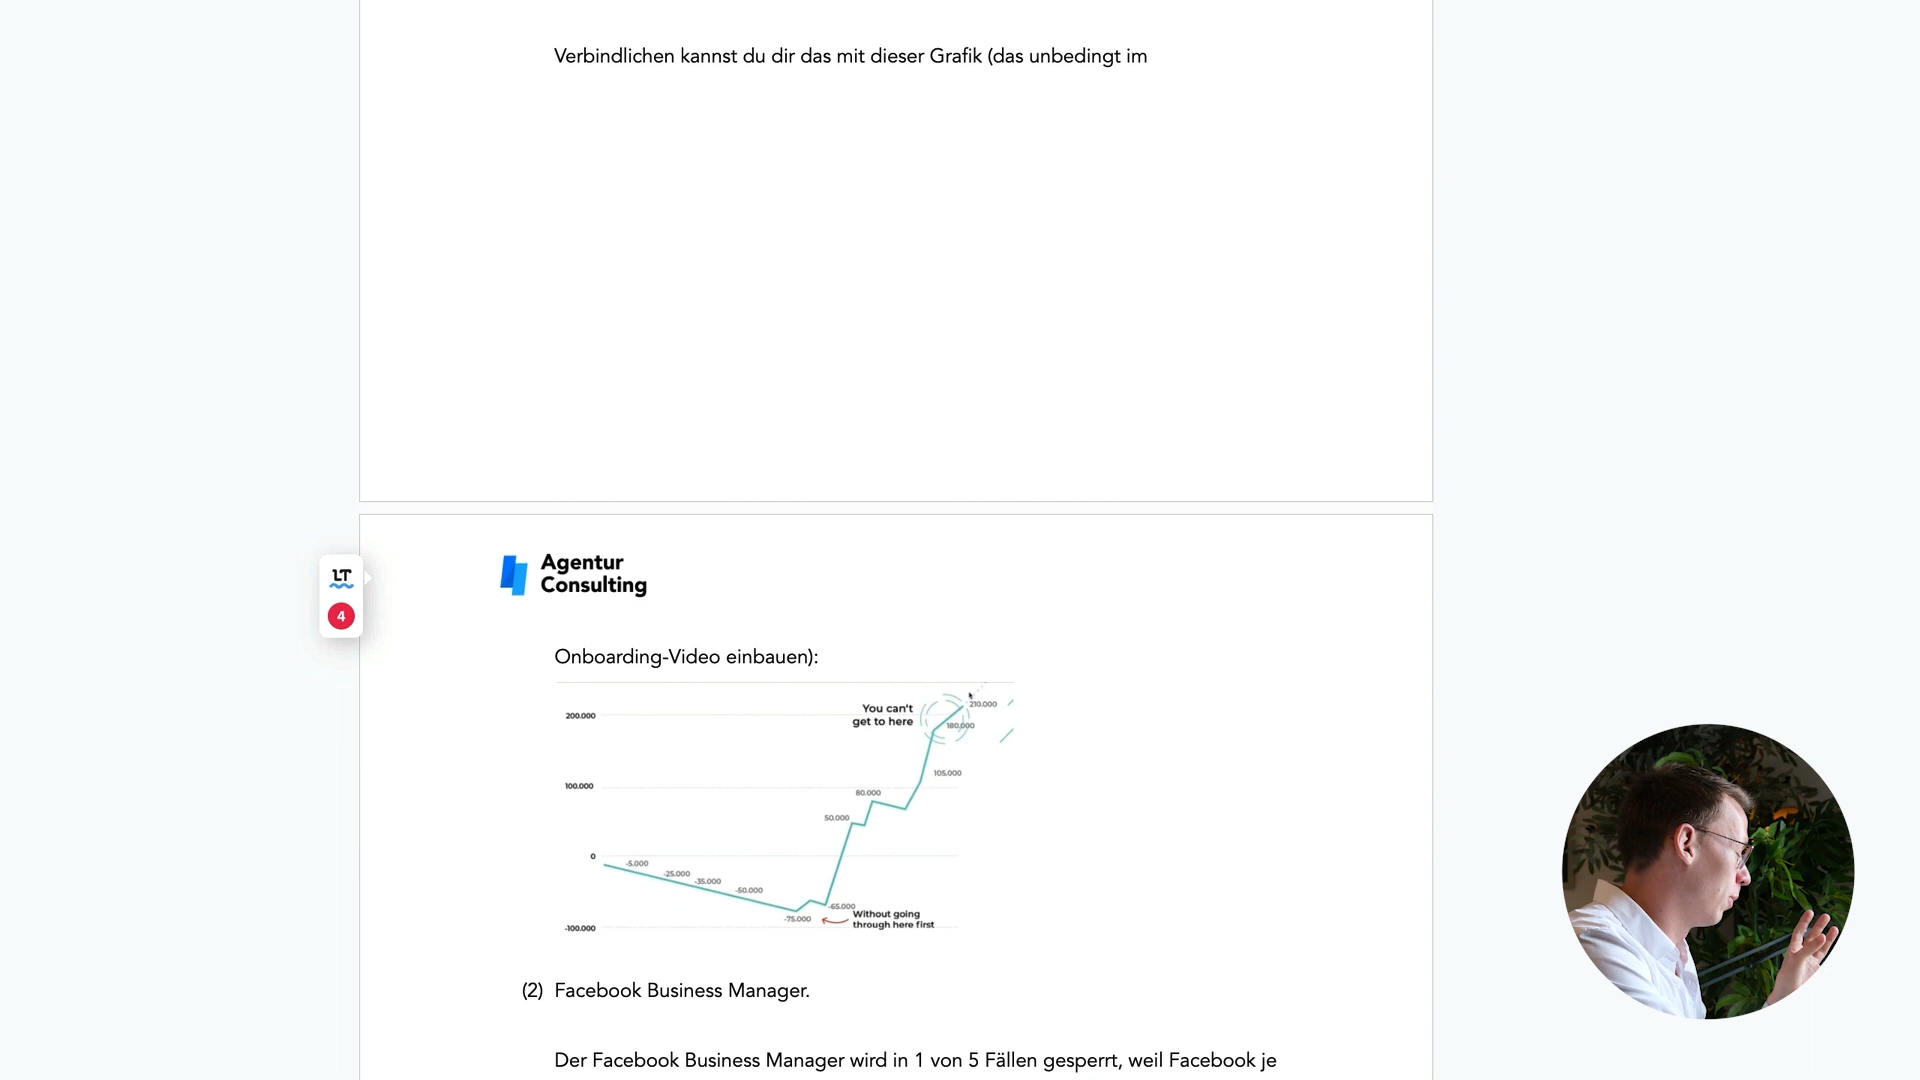 Verbindlichen kannst du dir das mit dieser Grafik (das unbedingt im
LT
4
Agentur
Consulting
Onboarding-Video einbauen):
You can't
get to here
210.000
200.000
180.000
105.000
100.000
80.000
50.000
0
-5.000
-25.000
-35.000
-50.000
-65.000
-75.000
Without going
through here first
-100.000
(2) Facebook Business Manager.
Der Facebook Business Manager wird in 1 von 5 Fällen gesperrt, weil Facebook je